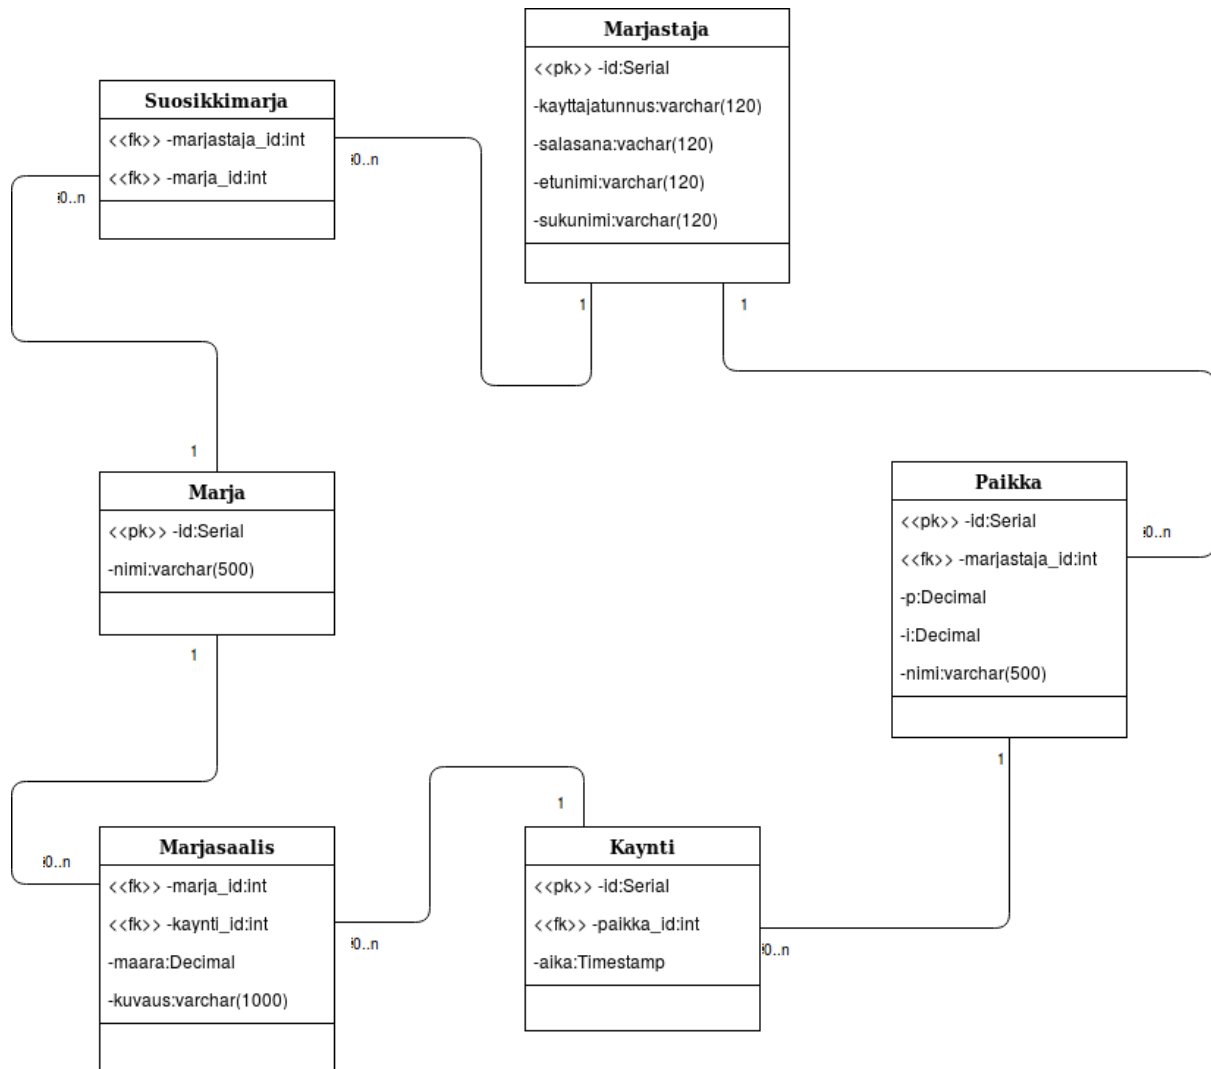 Marjastaja
<<pk>> -id:Serial
-kayttajatunnus:varchar(120)
-salasana:vachar(120)
-etunimi:varchar(120)
-sukunimi:varchar(120)
1
1
Suosikkimarja
<<fk>> -marjastaja_id:int
<<fk>> -marja_id:int
0..n
0..n
1
Marja
<<pk>> -id:Serial
-nimi:varchar(500)
1
Paikka
<<pk>> -id:Serial
<<fk>> -marjastaja_id:int
-p:Decimal
-i:Decimal
-nimi:varchar(500)
0..n
1
Marjasaalis
<<fk>> -marja_id:int
<<fk>> -kaynti_id:int
-maara:Decimal
-kuvaus:varchar(1000)
0..n
0..n
1
Kaynti
<<pk>> -id:Serial
<<fk>> -paikka_id:int
-aika:Timestamp
0..n